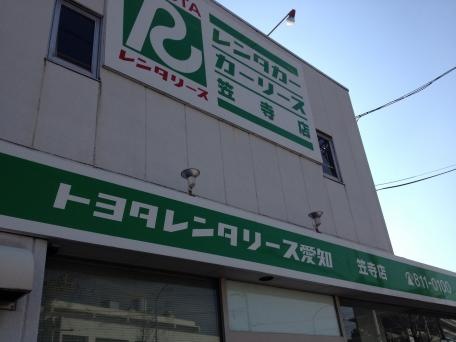 TOYOTA
レンタリース
レンタカー
カーリース
笠寺店
トヨタレンタリース愛知 笠寺店 811-0100